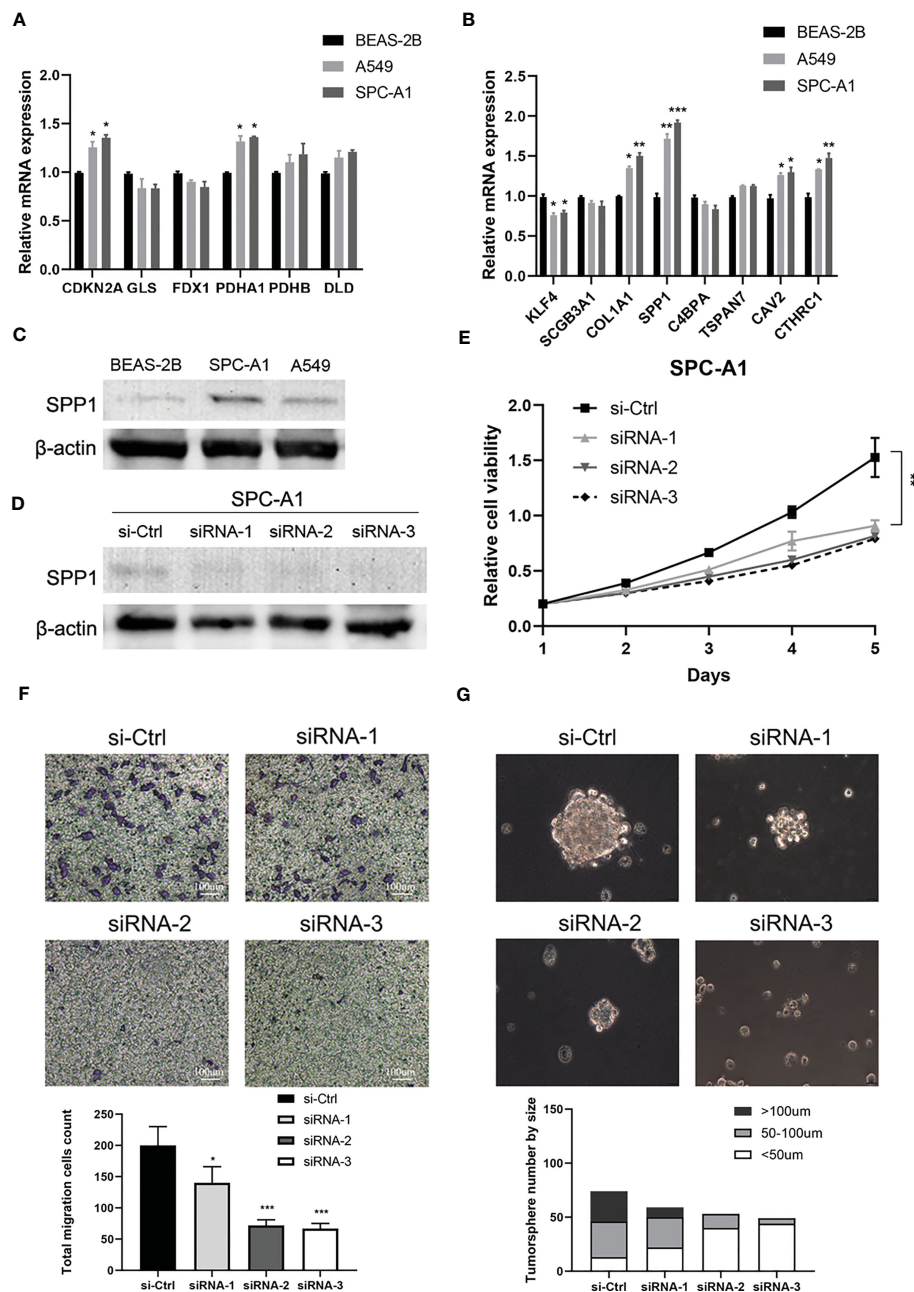 A
BEAS-2B
A549
SPC-A1
Relative mRNA expression
2.0
1.5
1.0
0.5
0.0
* * * *
CDKN2A GLS FDX1 PDHA1 PDHB DLD
B
BEAS-2B
A549
SPC-A1
Relative mRNA expression
2.5
2.0
1.5
1.0
0.5
0.0
* * * ** ** *** * * * **
KLF4 SCGB3A1 COL1A1 SPP1 C4BPA TSPAN7 CAV2 CTHRC1
C
BEAS-2B SPC-A1 A549
SPP1
β-actin
D
SPC-A1
si-Ctrl siRNA-1 siRNA-2 siRNA-3
SPP1
β-actin
E
SPC-A1
si-Ctrl
siRNA-1
siRNA-2
siRNA-3
Relative cell viability
2.0
1.5
1.0
0.5
0.0
**
1 2 3 4 5
Days
F
si-Ctrl siRNA-1
100um 100um
siRNA-2 siRNA-3
100um 100um
si-Ctrl
siRNA-1
siRNA-2
siRNA-3
Total migration cells count
250
200
150
100
50
0
* *** ***
si-Ctrl siRNA-1 siRNA-2 siRNA-3
G
si-Ctrl siRNA-1
siRNA-2 siRNA-3
>100um
50-100um
<50um
Tumorsphere number by size
150
100
50
0
si-Ctrl siRNA-1 siRNA-2 siRNA-3